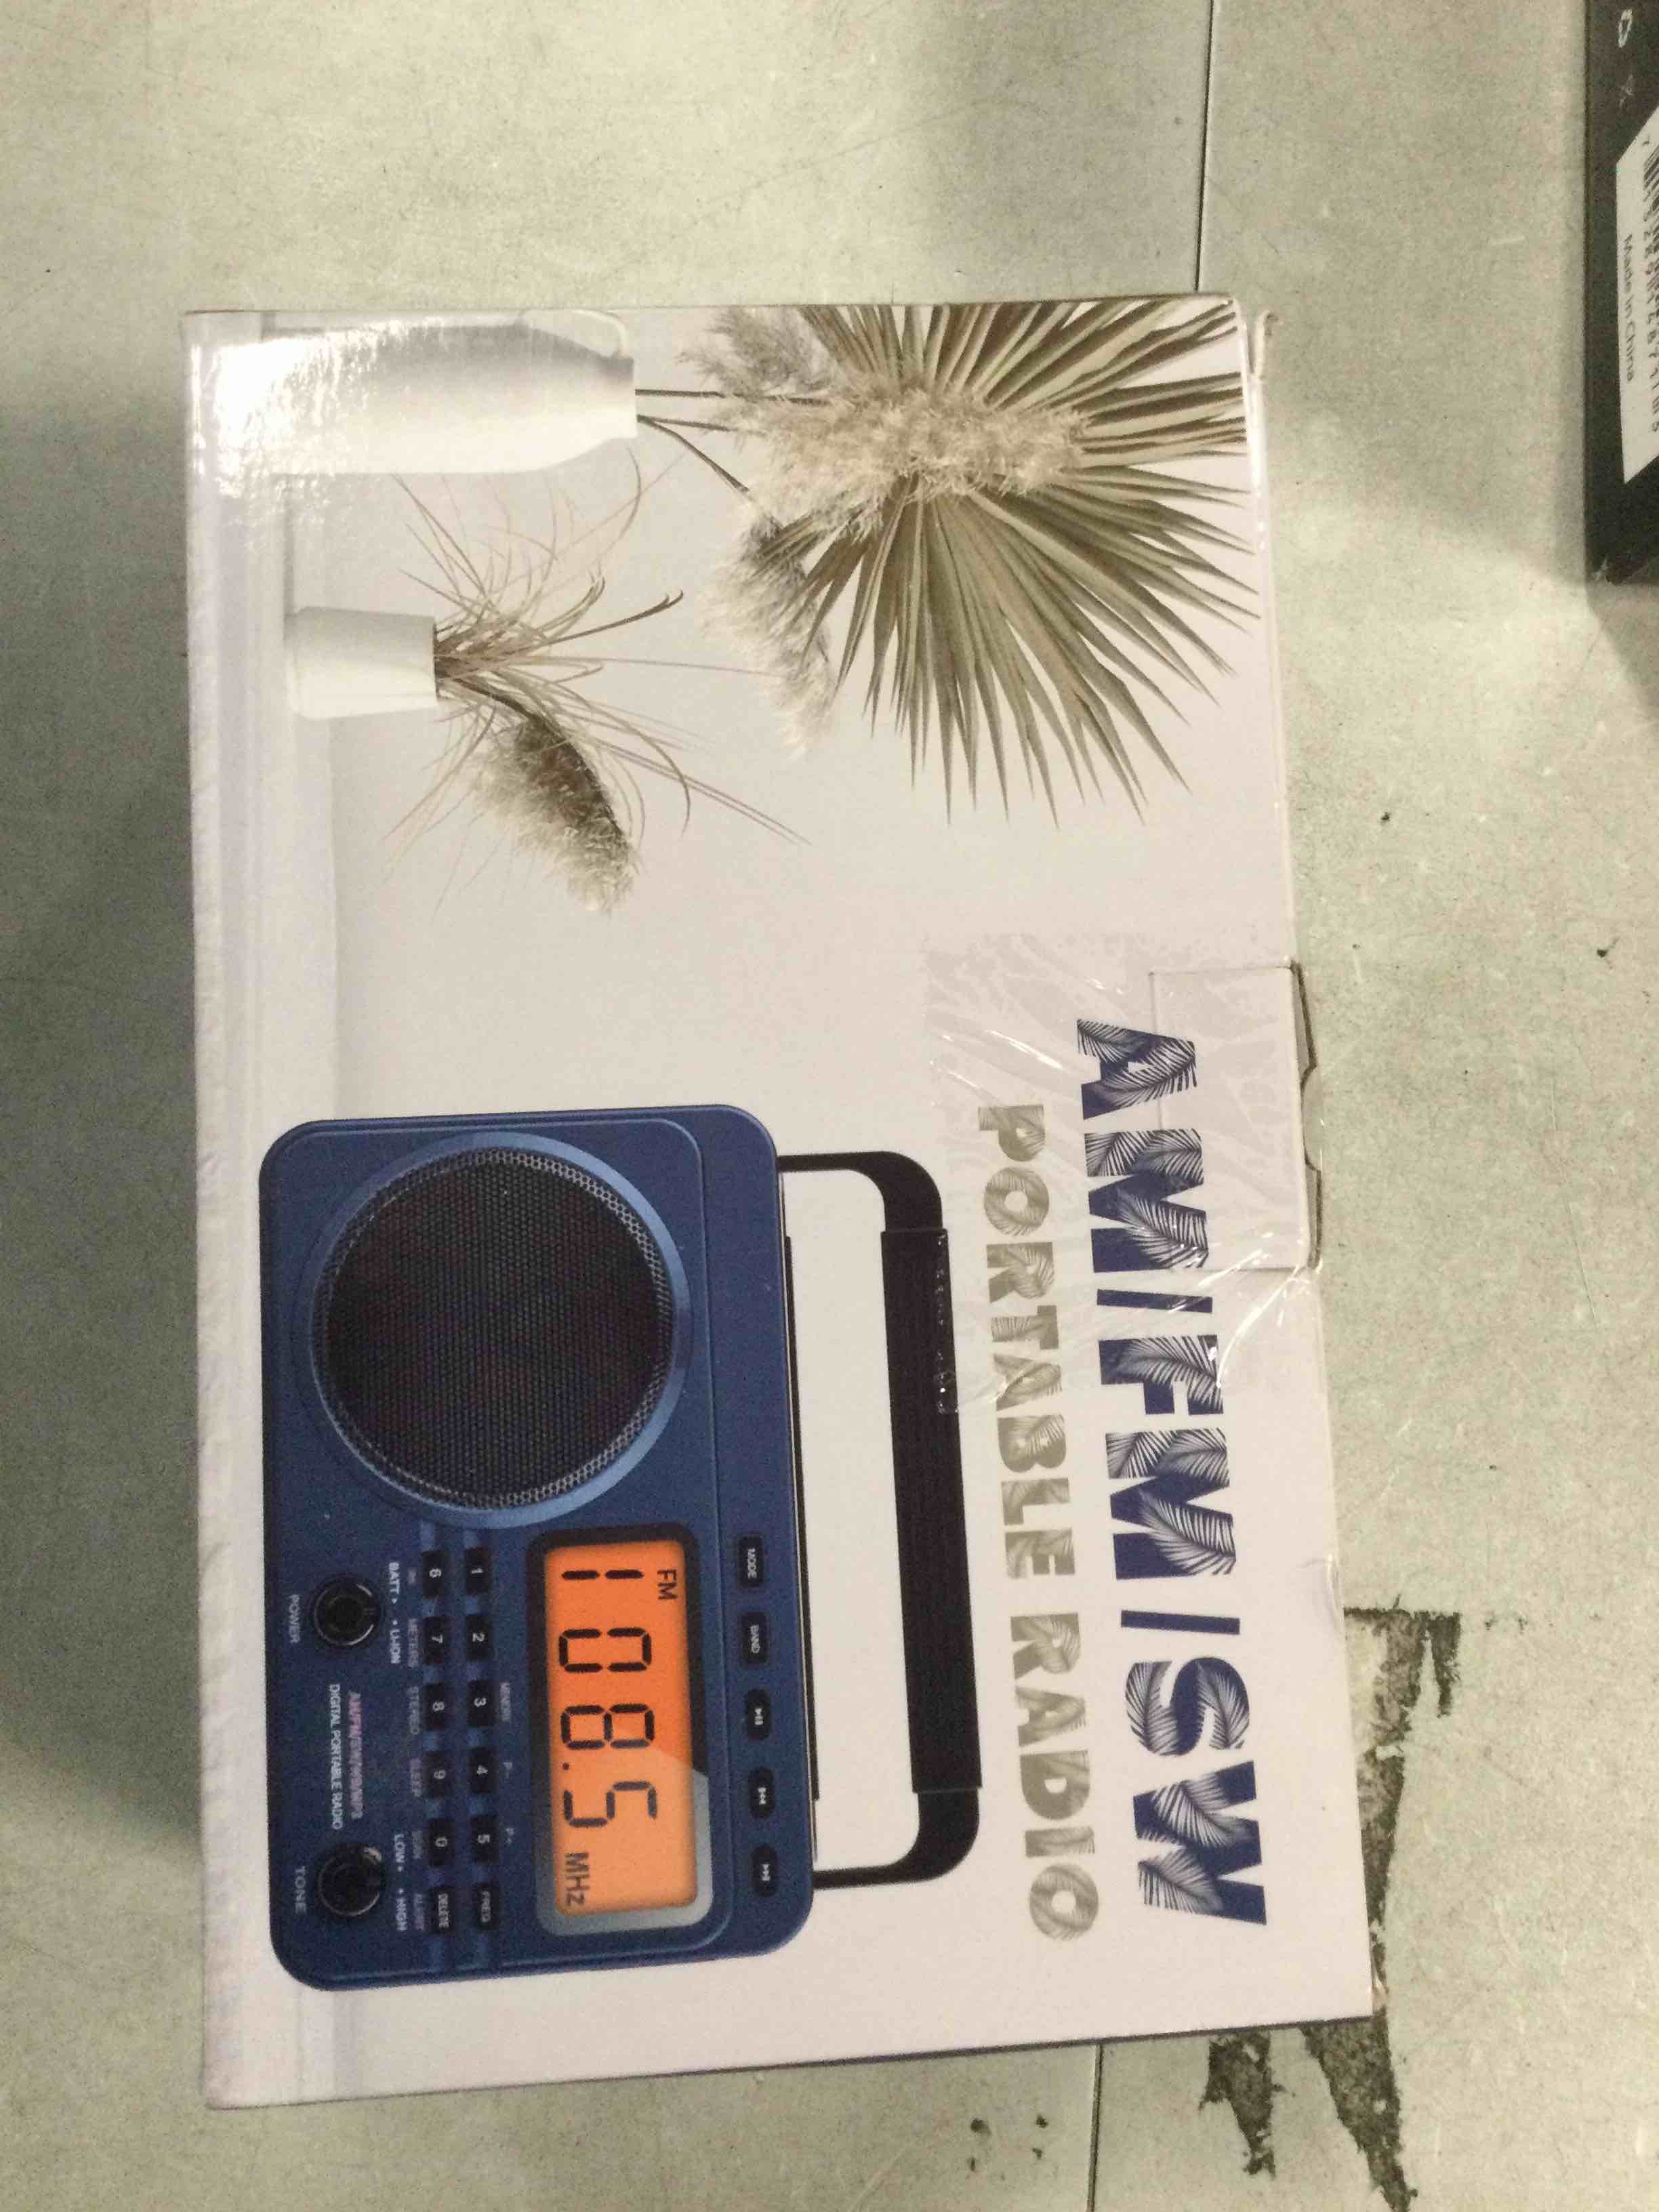 AM/FM/SW
PORTABLE RADIO
MODE
BAND
FM
108.5 MHz
1 2 3 4 5 FREQ
6 7 8 9 0 DELETE
METERS STEREO SLEEP
BATT • • LI-ION
LOW • • HIGH
DIGITAL PORTABLE RADIO
POWER
TONE
Made in China